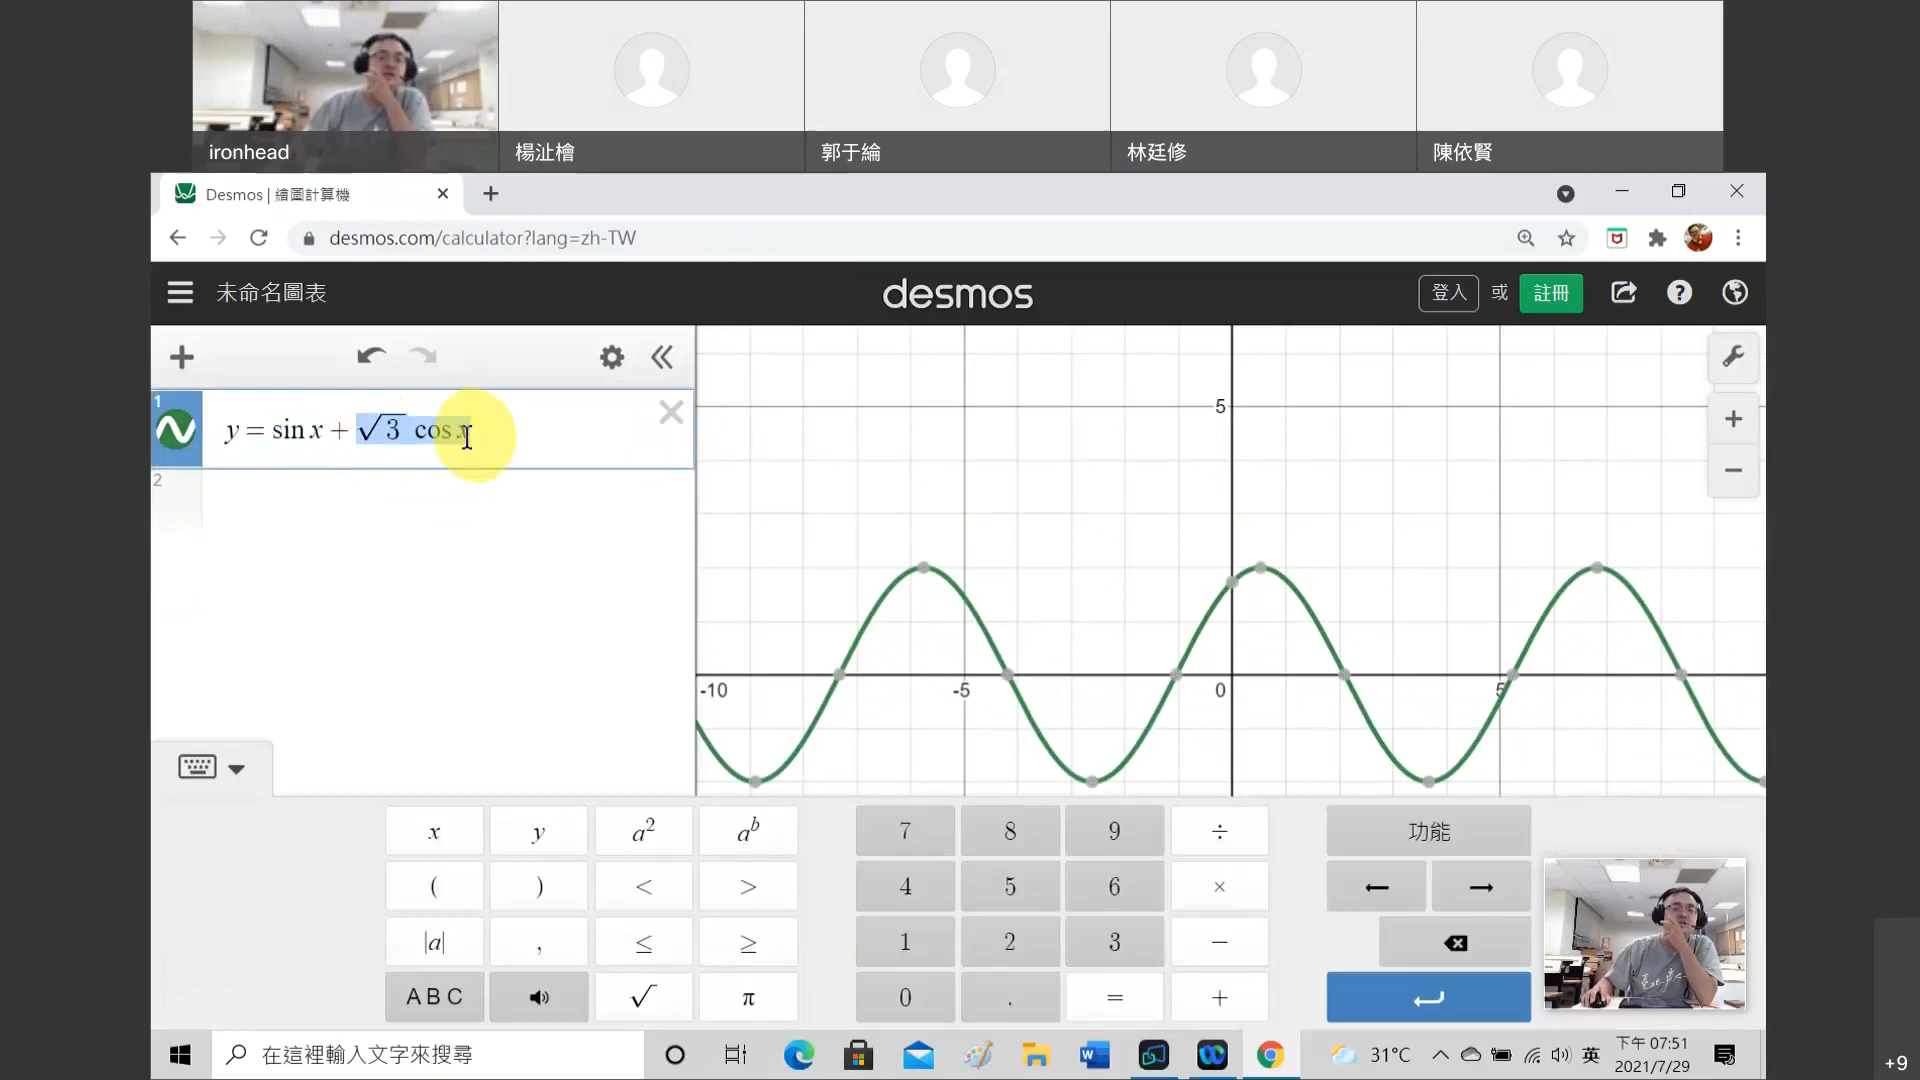 ironhead
楊沚檜
郭于綸
林廷修
陳依賢
Desmos | 繪圖計算機
desmos.com/calculator?lang=zh-TW
未命名圖表
desmos
登入 或 註冊
1
y = sin x + √3 cos x
2
5
-10 -5 0 5
x y a² aᵇ 7 8 9 ÷ 功能
( ) < > 4 5 6 × ← →
|a| , ≤ ≥ 1 2 3 −
A B C √ π 0 . = +
在這裡輸入文字來搜尋
31°C
英
下午 07:51
2021/7/29
+9